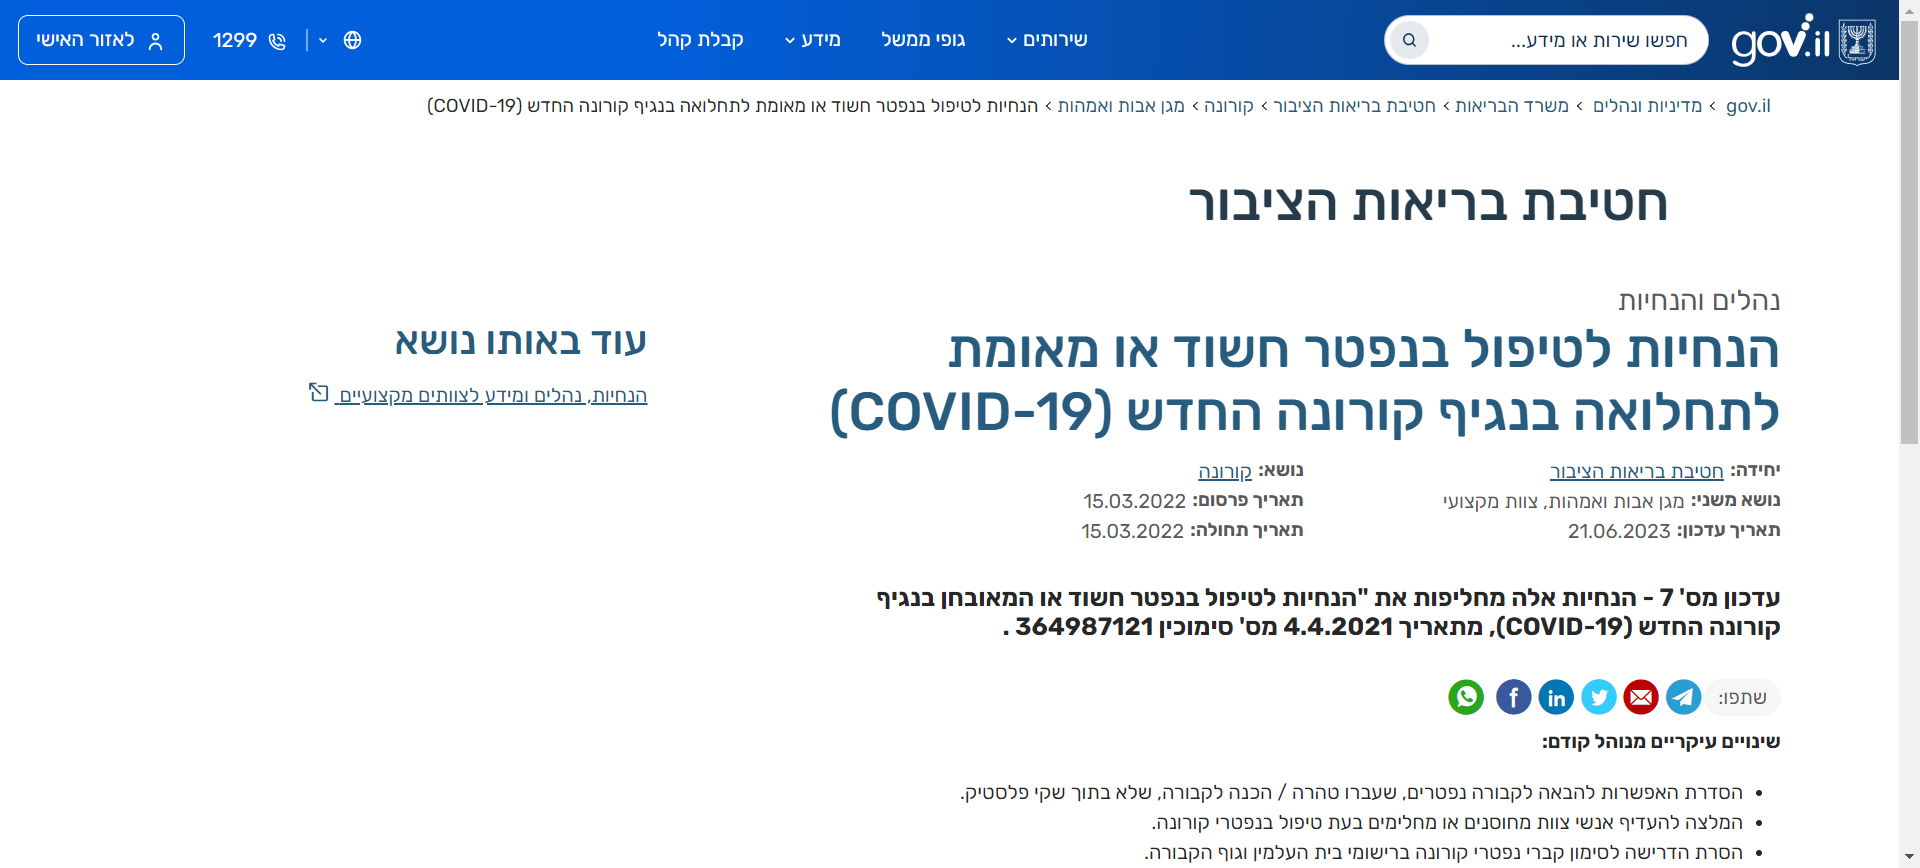 gov.il
חפשו שירות או מידע...
שירותים
גופי ממשל
מידע
קבלת קהל
1299
לאזור האישי
gov.il > מדיניות ונהלים > משרד הבריאות > חטיבת בריאות הציבור > קורונה > מגן אבות ואמהות > הנחיות לטיפול בנפטר חשוד או מאומת לתחלואה בנגיף קורונה החדש (COVID-19)
חטיבת בריאות הציבור
נהלים והנחיות
הנחיות לטיפול בנפטר חשוד או מאומת
לתחלואה בנגיף קורונה החדש (COVID-19)
יחידה: חטיבת בריאות הציבור
נושא: קורונה
נושא משני: מגן אבות ואמהות, צוות מקצועי
תאריך פרסום: 15.03.2022
תאריך עדכון: 21.06.2023
תאריך תחולה: 15.03.2022
עדכון מס' 7 - הנחיות אלה מחליפות את "הנחיות לטיפול בנפטר חשוד או המאובחן בנגיף
קורונה החדש (COVID-19), מתאריך 4.4.2021 מס' סימוכין 364987121 .
שתפו:
שינויים עיקריים מנוהל קודם:
• הסדרת האפשרות להבאה לקבורה נפטרים, שעברו טהרה / הכנה לקבורה, שלא בתוך שקי פלסטיק.
• המלצה להעדיף אנשי צוות מחוסנים או מחלימים בעת טיפול בנפטרי קורונה.
• הסרת הדרישה לסימון קברי נפטרי קורונה ברישומי בית העלמין וגוף הקבורה.
עוד באותו נושא
הנחיות, נהלים ומידע לצוותים מקצועיים